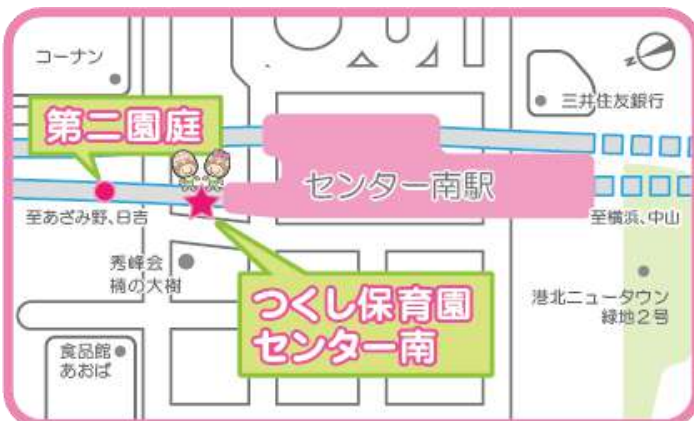 コーナン
第二園庭
三井住友銀行
センター南駅
至あざみ野、日吉
至横浜、中山
秀峰会
楠の大樹
つくし保育園
センター南
港北ニュータウン
緑地2号
食品館
あおば
N